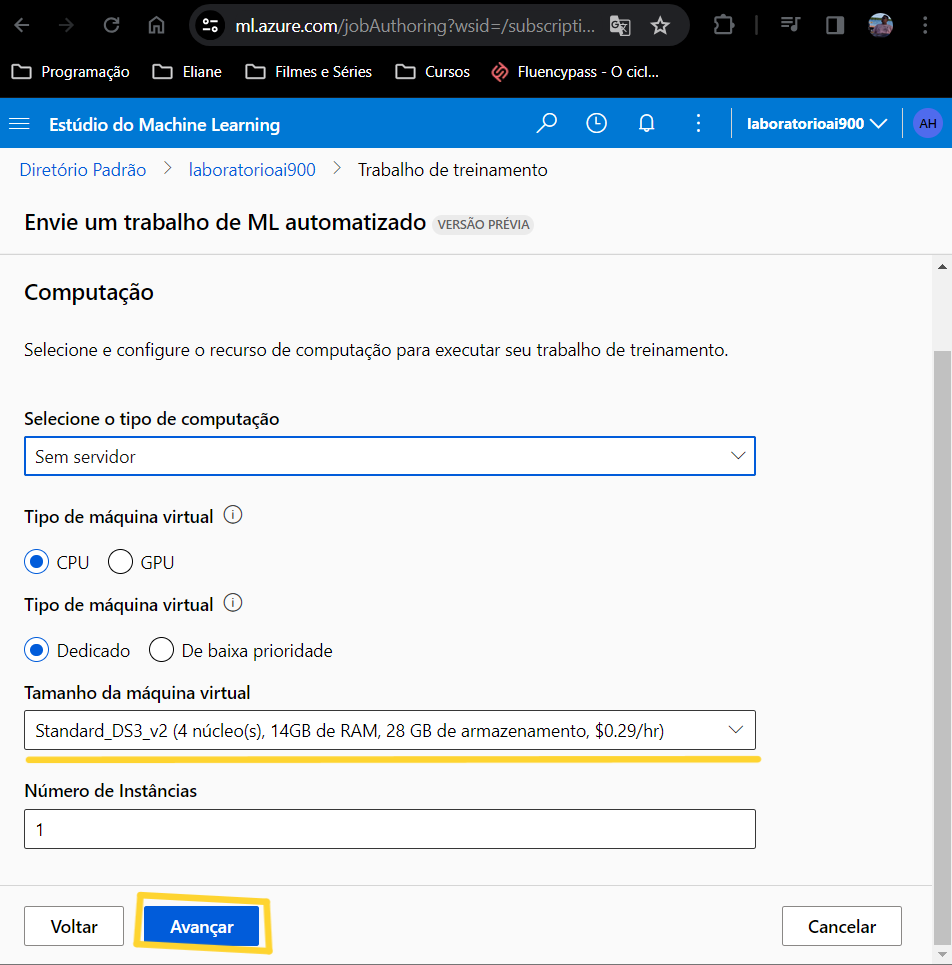 ml.azure.com/jobAuthoring?wsid=/subscripti...
Programação Eliane Filmes e Séries Cursos Fluencypass - O cicl...
Estúdio do Machine Learning laboratorioai900 AH
Diretório Padrão > laboratorioai900 > Trabalho de treinamento
Envie um trabalho de ML automatizado VERSÃO PRÉVIA
Computação
Selecione e configure o recurso de computação para executar seu trabalho de treinamento.
Selecione o tipo de computação
Sem servidor
Tipo de máquina virtual
CPU GPU
Tipo de máquina virtual
Dedicado De baixa prioridade
Tamanho da máquina virtual
Standard_DS3_v2 (4 núcleo(s), 14GB de RAM, 28 GB de armazenamento, $0.29/hr)
Número de Instâncias
1
Voltar Avançar Cancelar